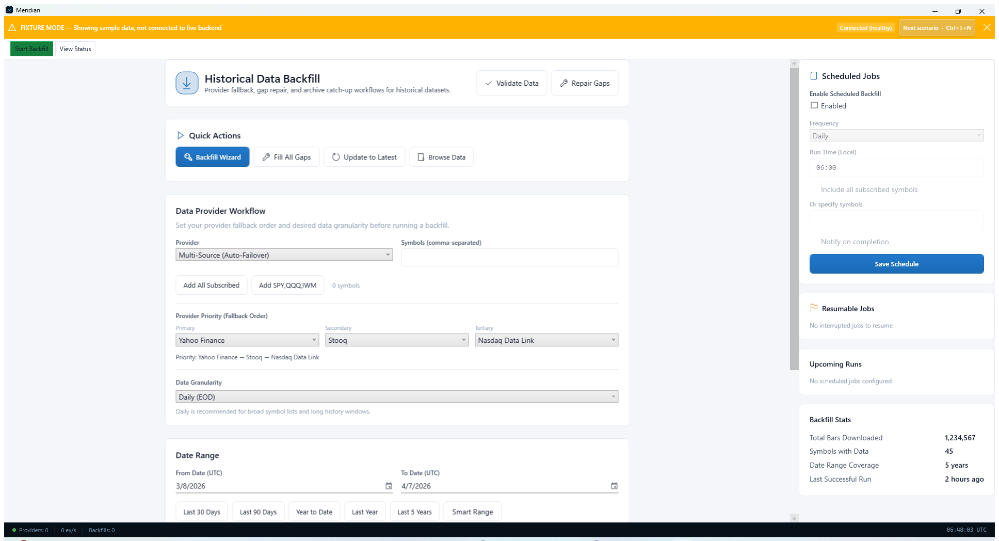 Meridian
FIXTURE MODE — Showing sample data, not connected to live backend
Connected (healthy)
Next scenario · Ctrl+⇧+N
Start Backfill
View Status
Historical Data Backfill
Provider fallback, gap repair, and archive catch-up workflows for historical datasets.
Validate Data
Repair Gaps
Quick Actions
Backfill Wizard
Fill All Gaps
Update to Latest
Browse Data
Data Provider Workflow
Set your provider fallback order and desired data granularity before running a backfill.
Provider
Symbols (comma-separated)
Multi-Source (Auto-Failover)
Add All Subscribed
Add SPY,QQQ,IWM
0 symbols
Provider Priority (Fallback Order)
Primary
Secondary
Tertiary
Yahoo Finance
Stooq
Nasdaq Data Link
Priority: Yahoo Finance → Stooq → Nasdaq Data Link
Data Granularity
Daily (EOD)
Daily is recommended for broad symbol lists and long history windows.
Date Range
From Date (UTC)
To Date (UTC)
3/8/2026
4/7/2026
Last 30 Days
Last 90 Days
Year to Date
Last Year
Last 5 Years
Smart Range
Scheduled Jobs
Enable Scheduled Backfill
Enabled
Frequency
Daily
Run Time (Local)
06:00
Include all subscribed symbols
Or specify symbols
Notify on completion
Save Schedule
Resumable Jobs
No interrupted jobs to resume
Upcoming Runs
No scheduled jobs configured
Backfill Stats
Total Bars Downloaded 1,234,567
Symbols with Data 45
Date Range Coverage 5 years
Last Successful Run 2 hours ago
Providers: 0
0 ev/s
Backfills: 0
05:48:03 UTC